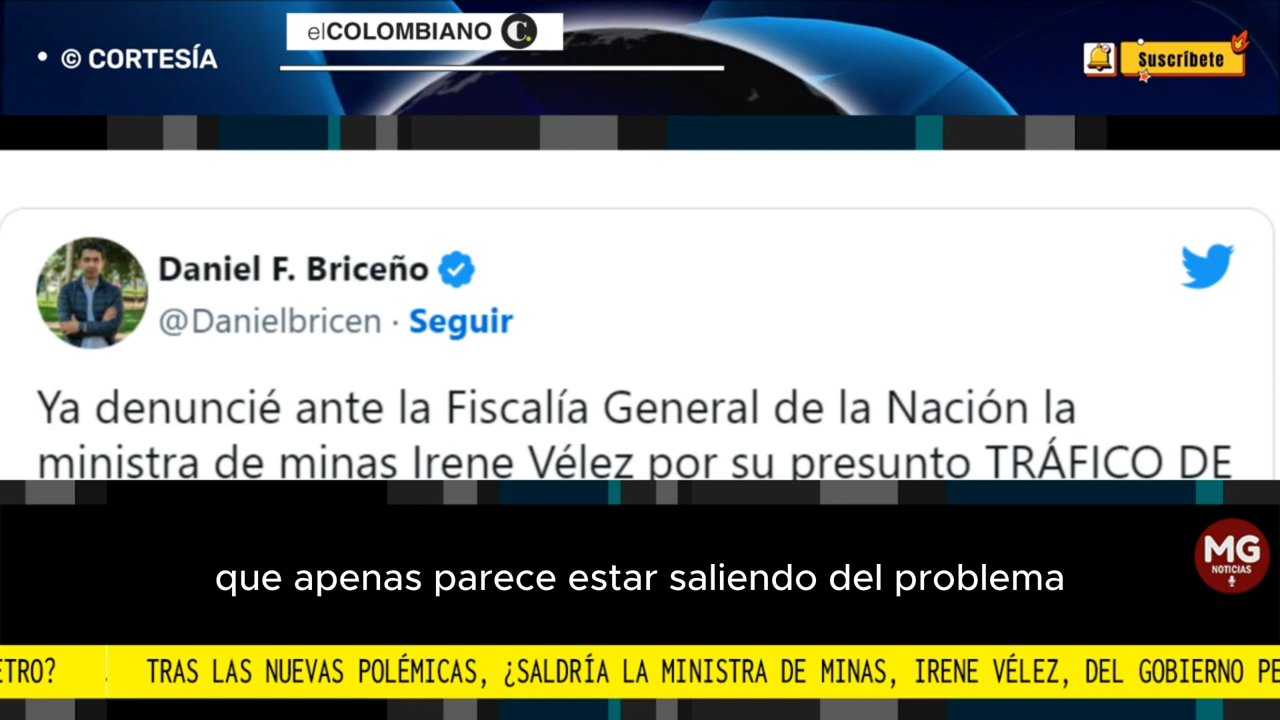 elCOLOMBIANO C.
• © CORTESÍA
Suscríbete
Daniel F. Briceño
@Danielbricen · Seguir
Ya denuncié ante la Fiscalía General de la Nación la
ministra de minas Irene Vélez por su presunto TRÁFICO DE
MG
NOTICIAS
que apenas parece estar saliendo del problema
ETRO? . TRAS LAS NUEVAS POLÉMICAS, ¿SALDRÍA LA MINISTRA DE MINAS, IRENE VÉLEZ, DEL GOBIERNO PE